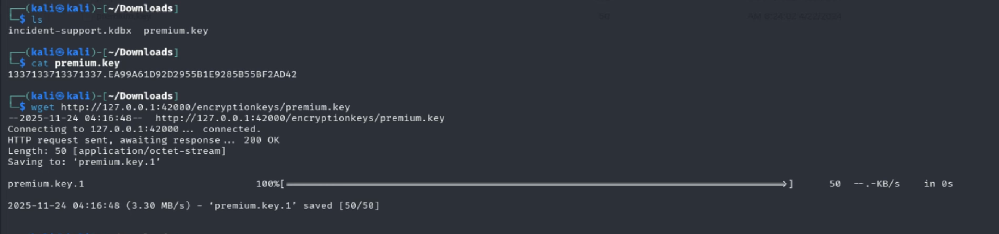 ┌──(kali㉿kali)-[~/Downloads]
└─$ ls
incident-support.kdbx  premium.key
┌──(kali㉿kali)-[~/Downloads]
└─$ cat premium.key
1337133713371337.EA99A61D92D2955B1E9285B55BF2AD42
┌──(kali㉿kali)-[~/Downloads]
└─$ wget http://127.0.0.1:42000/encryptionkeys/premium.key
--2025-11-24 04:16:48--  http://127.0.0.1:42000/encryptionkeys/premium.key
Connecting to 127.0.0.1:42000... connected.
HTTP request sent, awaiting response... 200 OK
Length: 50 [application/octet-stream]
Saving to: ‘premium.key.1’
premium.key.1 100%[===================>] 50 --.-KB/s in 0s
2025-11-24 04:16:48 (3.30 MB/s) - ‘premium.key.1’ saved [50/50]